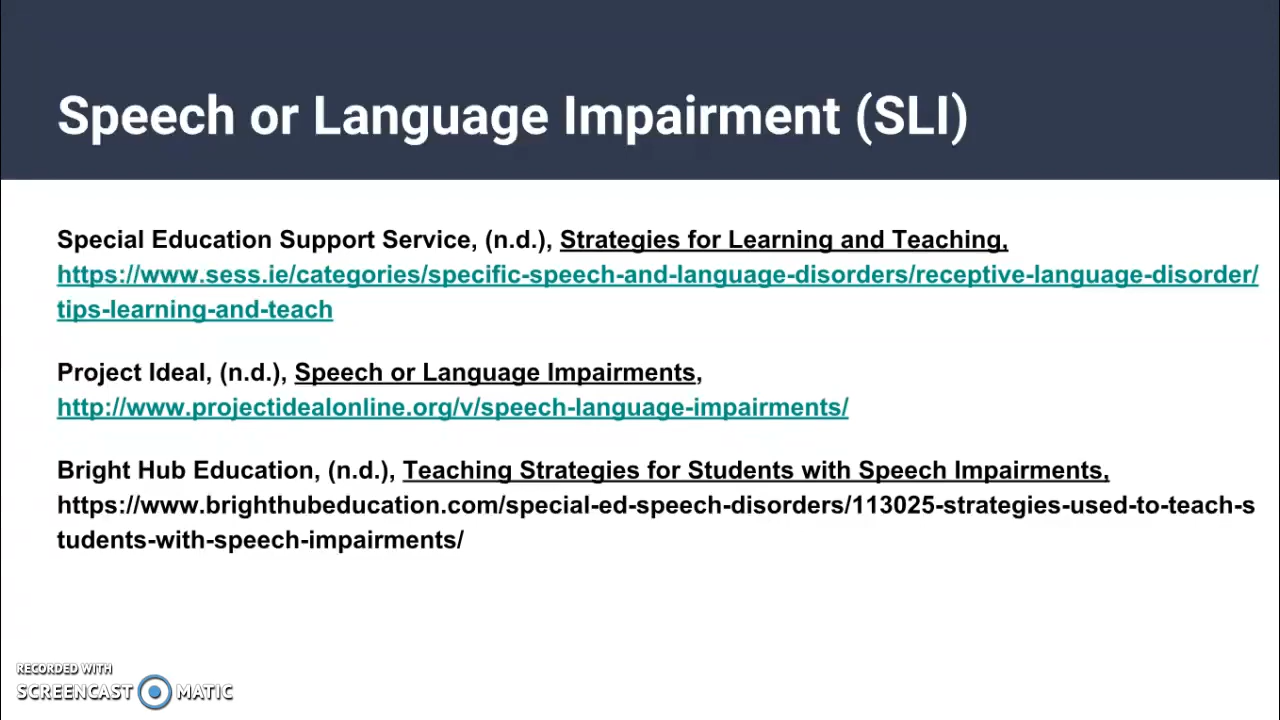 Speech or Language Impairment (SLI)
Special Education Support Service, (n.d.), Strategies for Learning and Teaching,
https://www.sess.ie/categories/specific-speech-and-language-disorders/receptive-language-disorder/
tips-learning-and-teach
Project Ideal, (n.d.), Speech or Language Impairments,
http://www.projectidealonline.org/v/speech-language-impairments/
Bright Hub Education, (n.d.), Teaching Strategies for Students with Speech Impairments,
https://www.brighthubeducation.com/special-ed-speech-disorders/113025-strategies-used-to-teach-s
tudents-with-speech-impairments/
RECORDED WITH
SCREENCAST MATIC